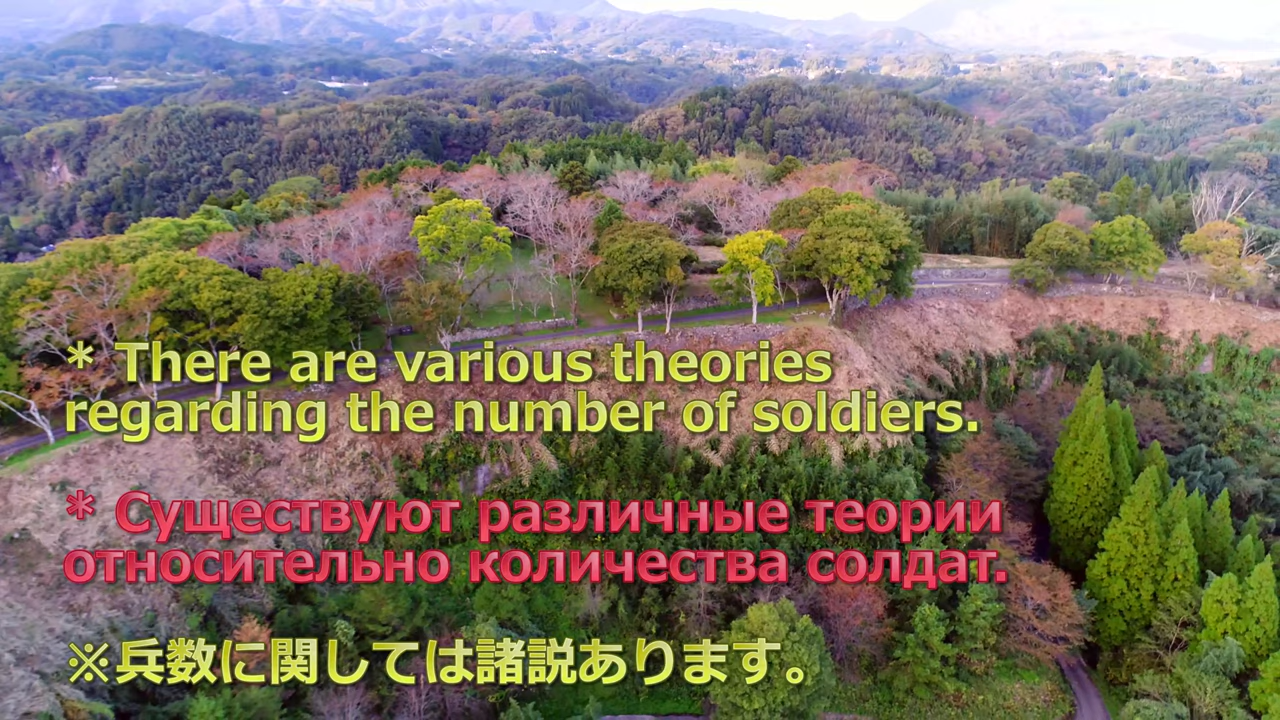 * There are various theories
regarding the number of soldiers.
* Существуют различные теории
относительно количества солдат.
※兵数に関しては諸説あります。